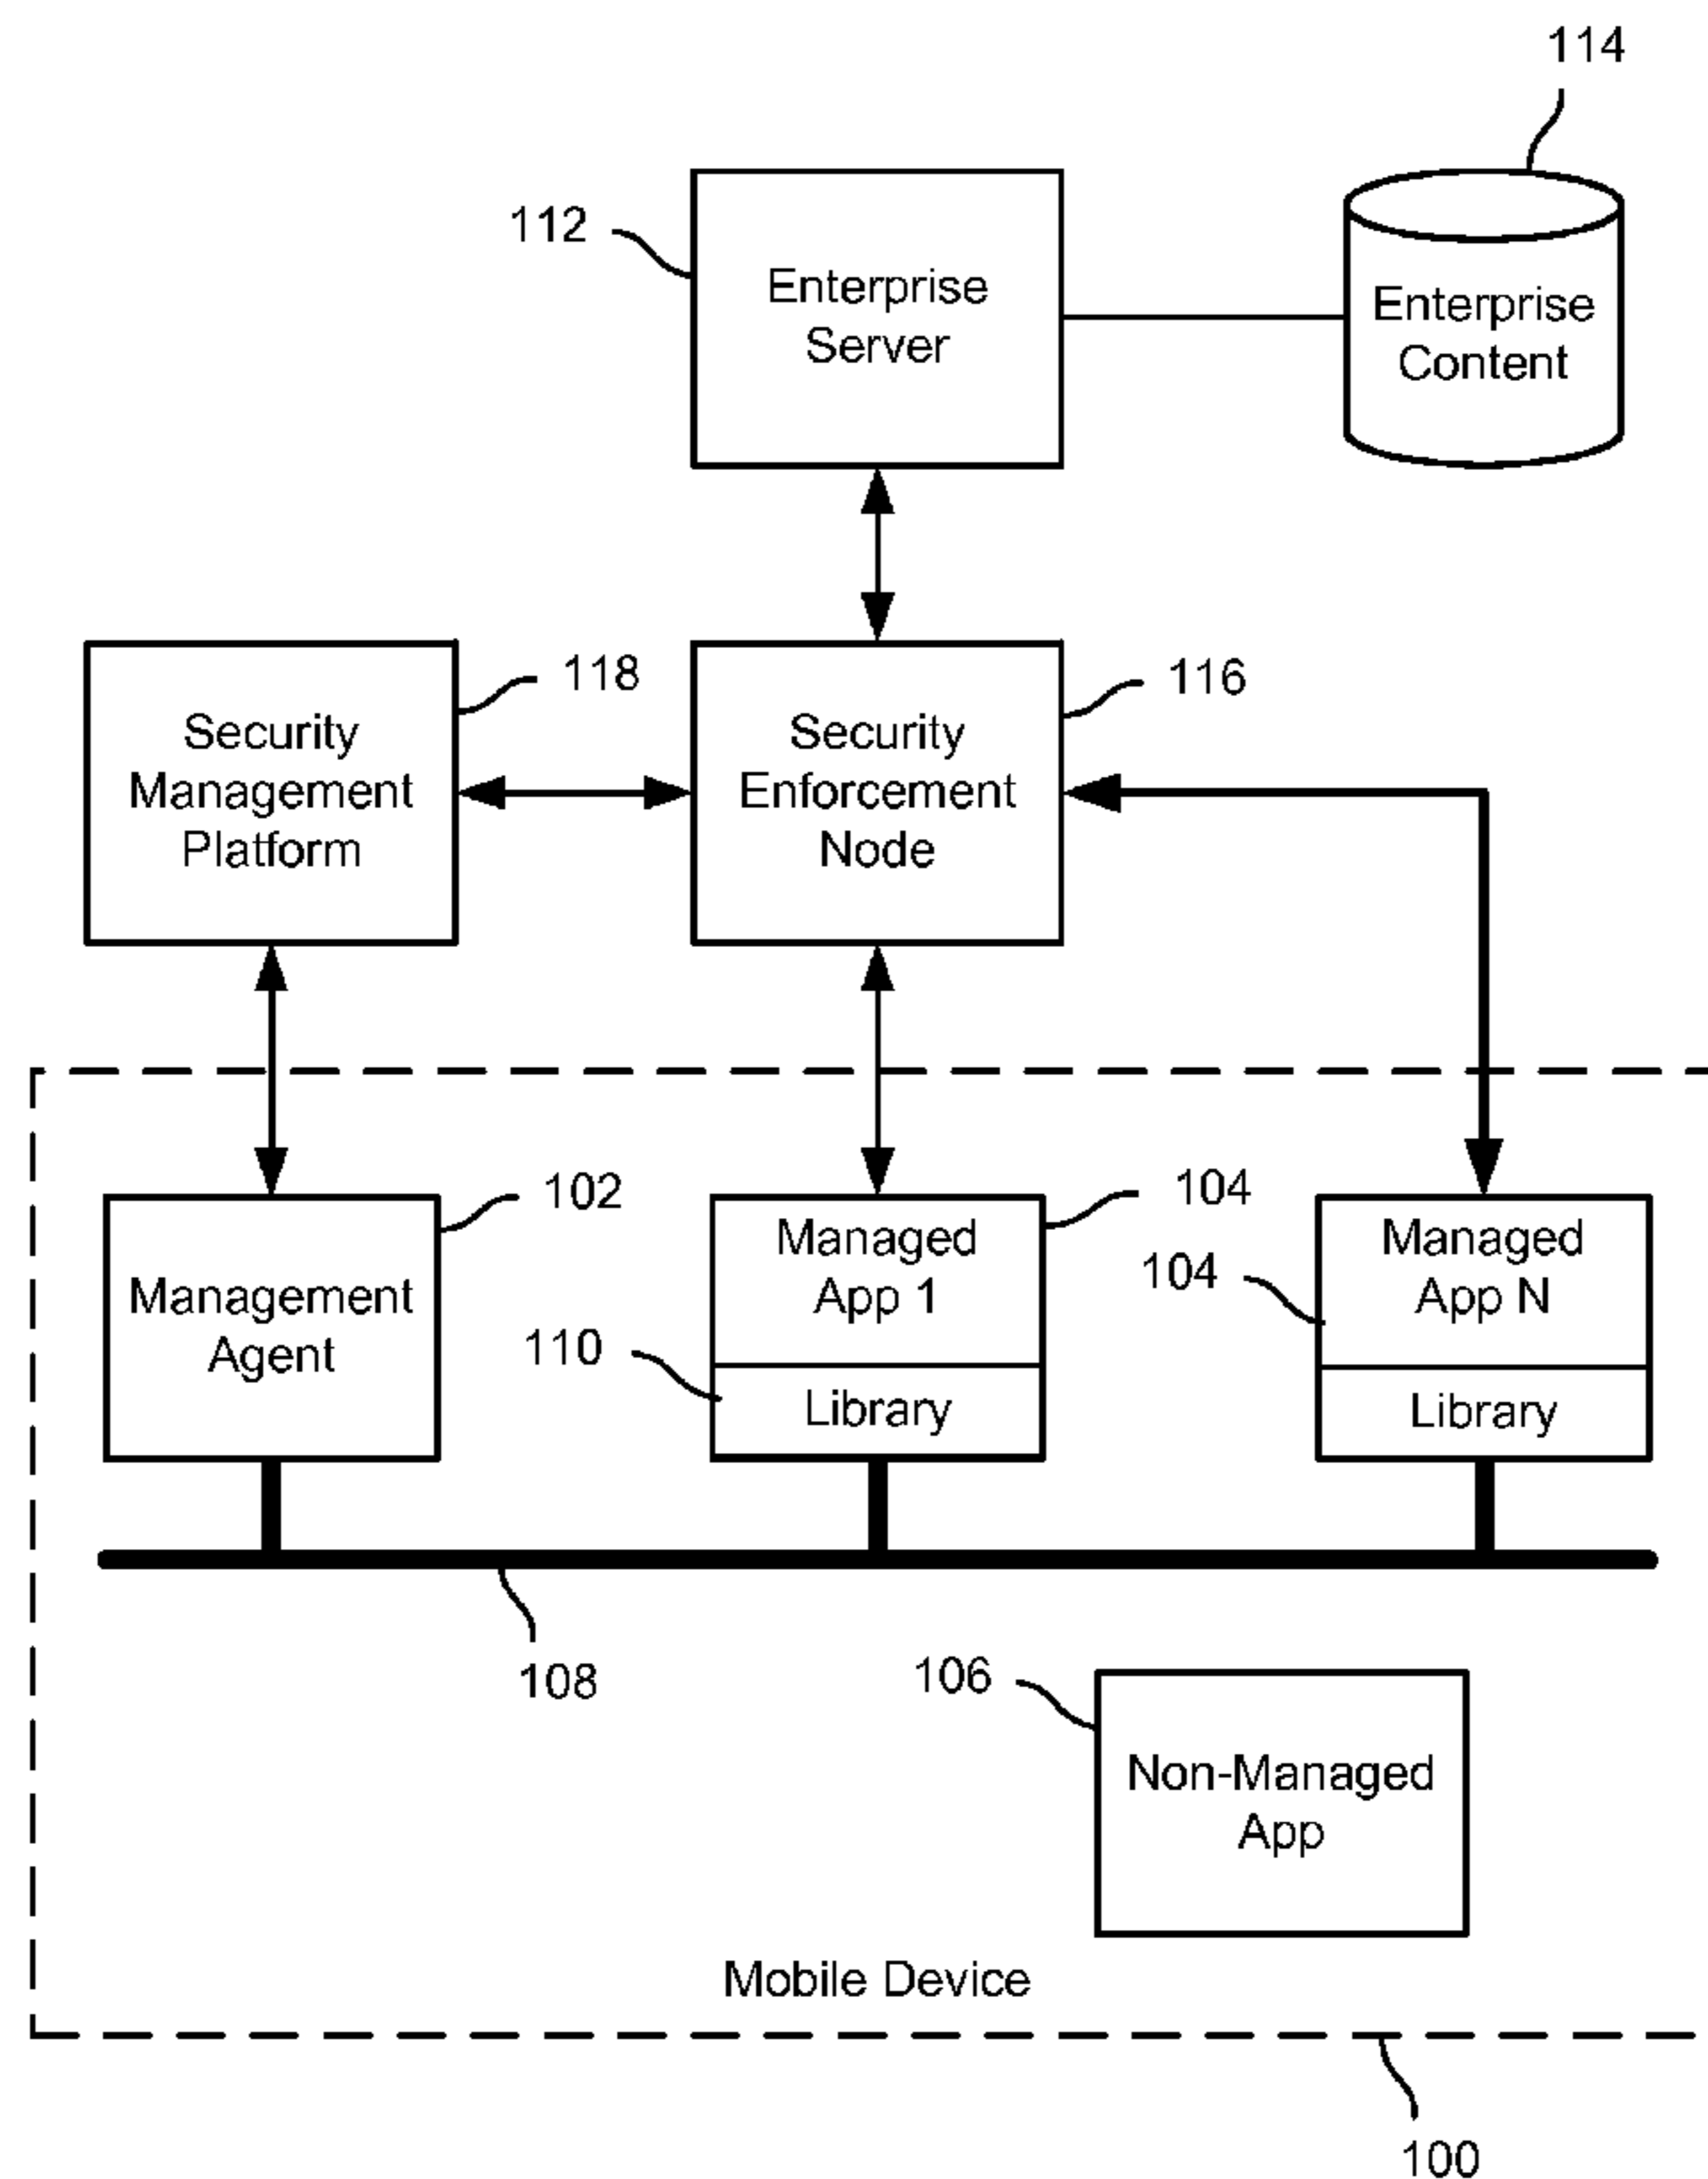 114
112
Enterprise
Server
Enterprise
Content
118
116
Security
Management
Platform
Security
Enforcement
Node
102
104
Management
Agent
Managed
App 1
110
Library
104
Managed
App N
Library
108
106
Non-Managed
App
Mobile Device
100